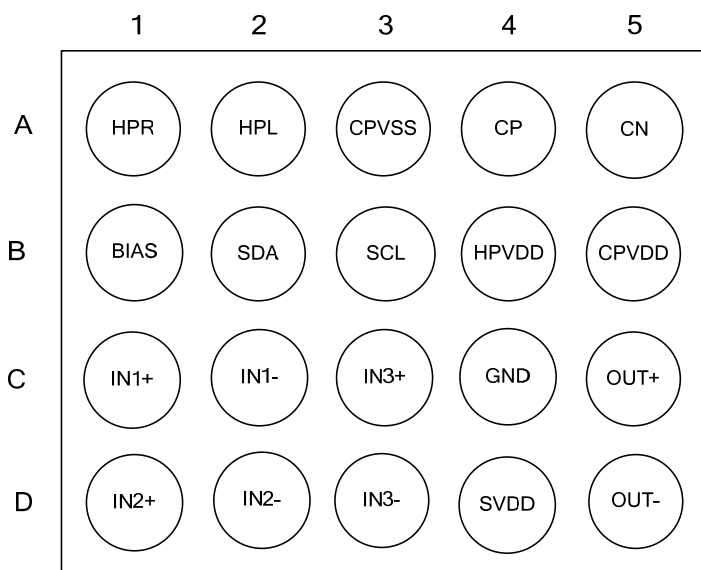 1 2 3 4 5
A HPR HPL CPVSS CP CN
B BIAS SDA SCL HPVDD CPVDD
C IN1+ IN1- IN3+ GND OUT+
D IN2+ IN2- IN3- SVDD OUT-